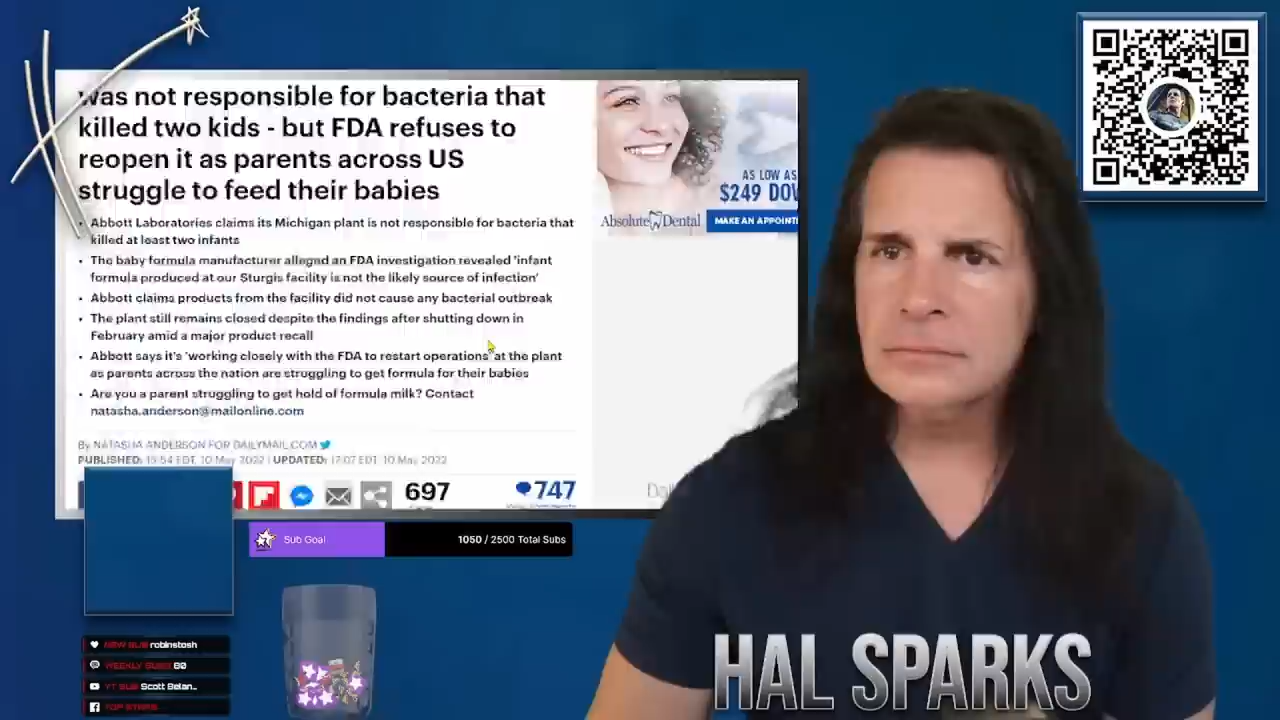 was not responsible for bacteria that
killed two kids - but FDA refuses to
reopen it as parents across US
struggle to feed their babies
• Abbott Laboratories claims its Michigan plant is not responsible for bacteria that
killed at least two infants
• The baby formula manufacturer alleged an FDA investigation revealed 'infant
formula produced at our Sturgis facility is not the likely source of infection'
• Abbott claims products from the facility did not cause any bacterial outbreak
• The plant still remains closed despite the findings after shutting down in
February amid a major product recall
• Abbott says it's 'working closely with the FDA to restart operations' at the plant
as parents across the nation are struggling to get formula for their babies
• Are you a parent struggling to get hold of formula milk? Contact
natasha.anderson@mailonline.com
By NATASHA ANDERSON FOR DAILYMAIL.COM
PUBLISHED: 15:54 EDT, 10 May 2022 | UPDATED: 17:07 EDT, 10 May 2022
697
747
AS LOW AS
$249 DOW
Absolute Dental
MAKE AN APPOINT
Sub Goal
1050 / 2500 Total Subs
NEW SUB robinstosh
WEEKLY SUBS 80
YT SUB Scott Belan...
TOP STARS
HAL SPARKS